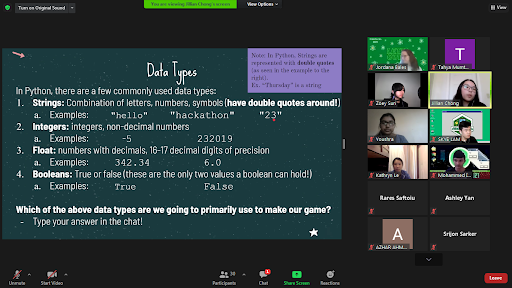 Turn on Original Sound
You are viewing Jillian Chong's screen
View Options
View
Data Types
Note: In Python, Strings are
represented with double quotes
(as seen in the example to the
right).
Ex. "Thursday" is a string
In Python, there are a few commonly used data types:
1. Strings: Combination of letters, numbers, symbols (have double quotes around!)
a. Examples: "hello" "hackathon" "23"
2. Integers: integers, non-decimal numbers
a. Examples: -5 232019
3. Float: numbers with decimals, 16-17 decimal digits of precision
a. Examples: 342.34 6.0
4. Booleans: True or false (these are the only two values a boolean can hold!)
a. Examples: True False
Which of the above data types are we going to primarily use to make our game?
- Type your answer in the chat!
Jordana Bales
T
Tahya Mumt...
Zoey Sun
Jillian Chong
Youshra
SKYE LAM
Kathryn Le
Mohammed
Rares Saftoiu
Ashley Yan
A
AZHAR AHM...
Srijon Sarker
Unmute
Start Video
Participants
Chat
Share Screen
Reactions
Leave